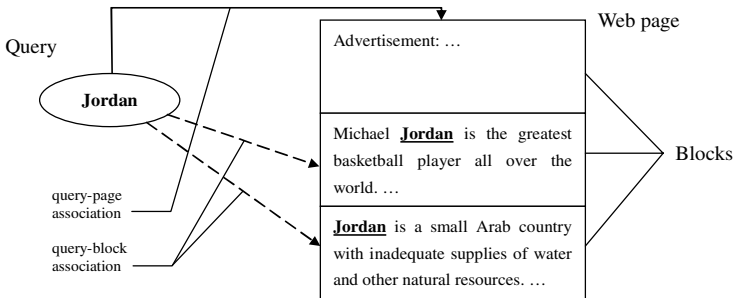 Web page
Query
Advertisement: …
Jordan
Michael Jordan is the greatest
basketball player all over the
world. …
Blocks
query-page
association
Jordan is a small Arab country
with inadequate supplies of water
and other natural resources. …
query-block
association